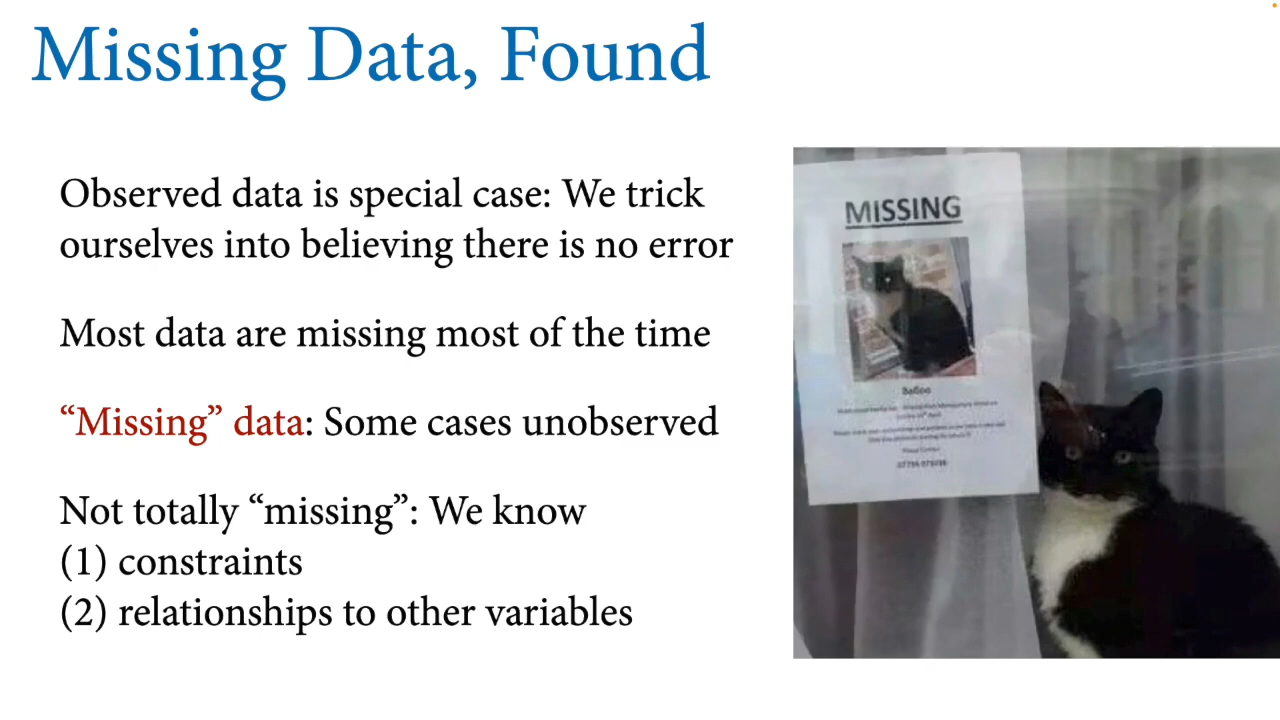 Missing Data, Found
Observed data is special case: We trick
ourselves into believing there is no error
Most data are missing most of the time
“Missing” data: Some cases unobserved
Not totally “missing”: We know
(1) constraints
(2) relationships to other variables
MISSING